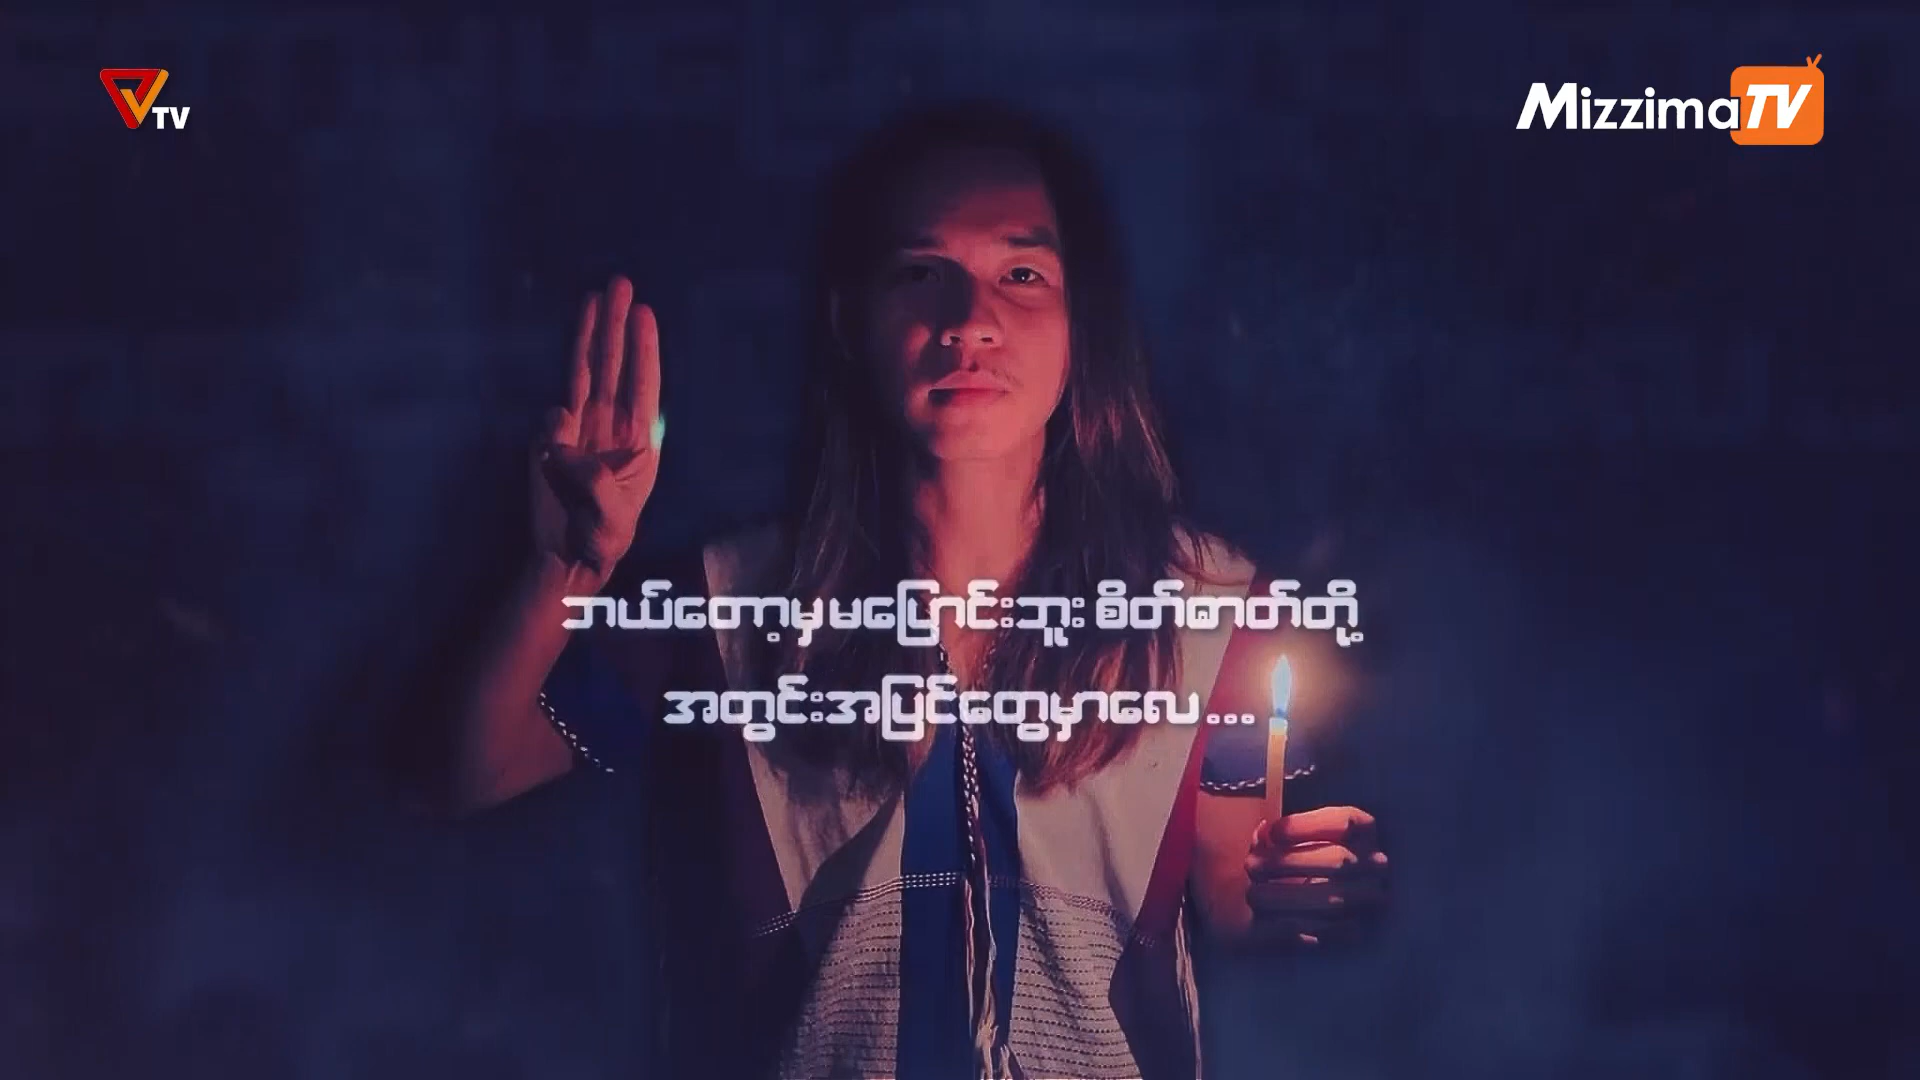 TV
MizzimaTV
ဘယ်တော့မှမပြောင်းဘူး စိတ်ဓာတ်တို့
အတွင်းအပြင်တွေမှာလေ ...